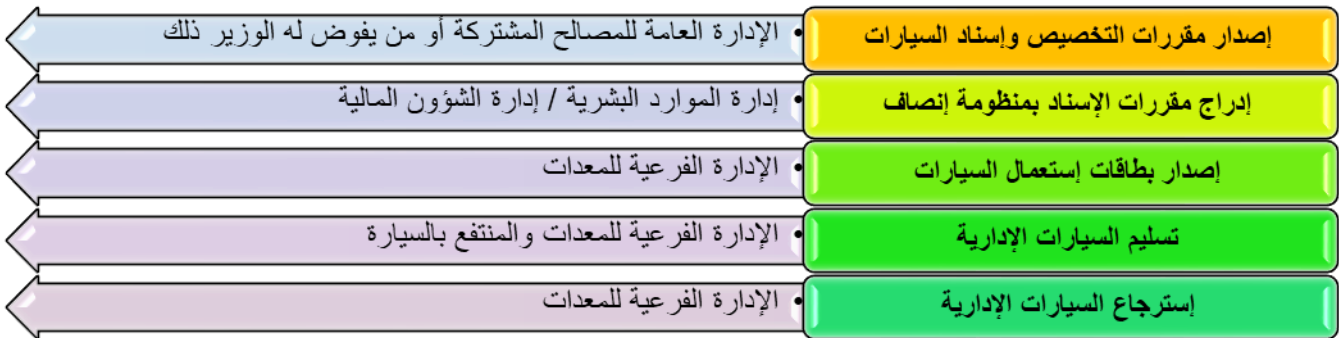 إصدار مقررات التخصيص وإسناد السيارات
• الإدارة العامة للمصالح المشتركة أو من يفوض له الوزير ذلك
إدراج مقررات الإسناد بمنظومة إنصاف
• إدارة الموارد البشرية / إدارة الشؤون المالية
إصدار بطاقات إستعمال السيارات
• الإدارة الفرعية للمعدات
تسليم السيارات الإدارية
• الإدارة الفرعية للمعدات والمنتفع بالسيارة
إسترجاع السيارات الإدارية
• الإدارة الفرعية للمعدات